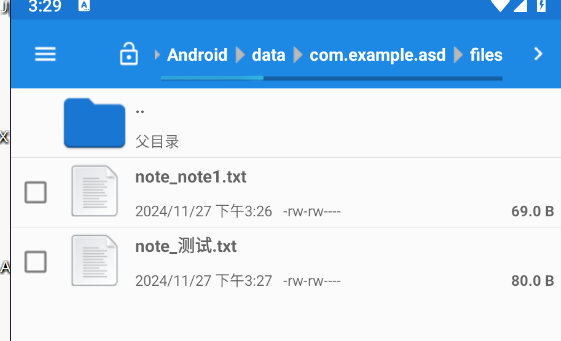 3:29 A
Android data com.example.asd files
..
父目录
note_note1.txt
2024/11/27 下午3:26 -rw-rw---- 69.0 B
note_测试.txt
2024/11/27 下午3:27 -rw-rw---- 80.0 B
X
A